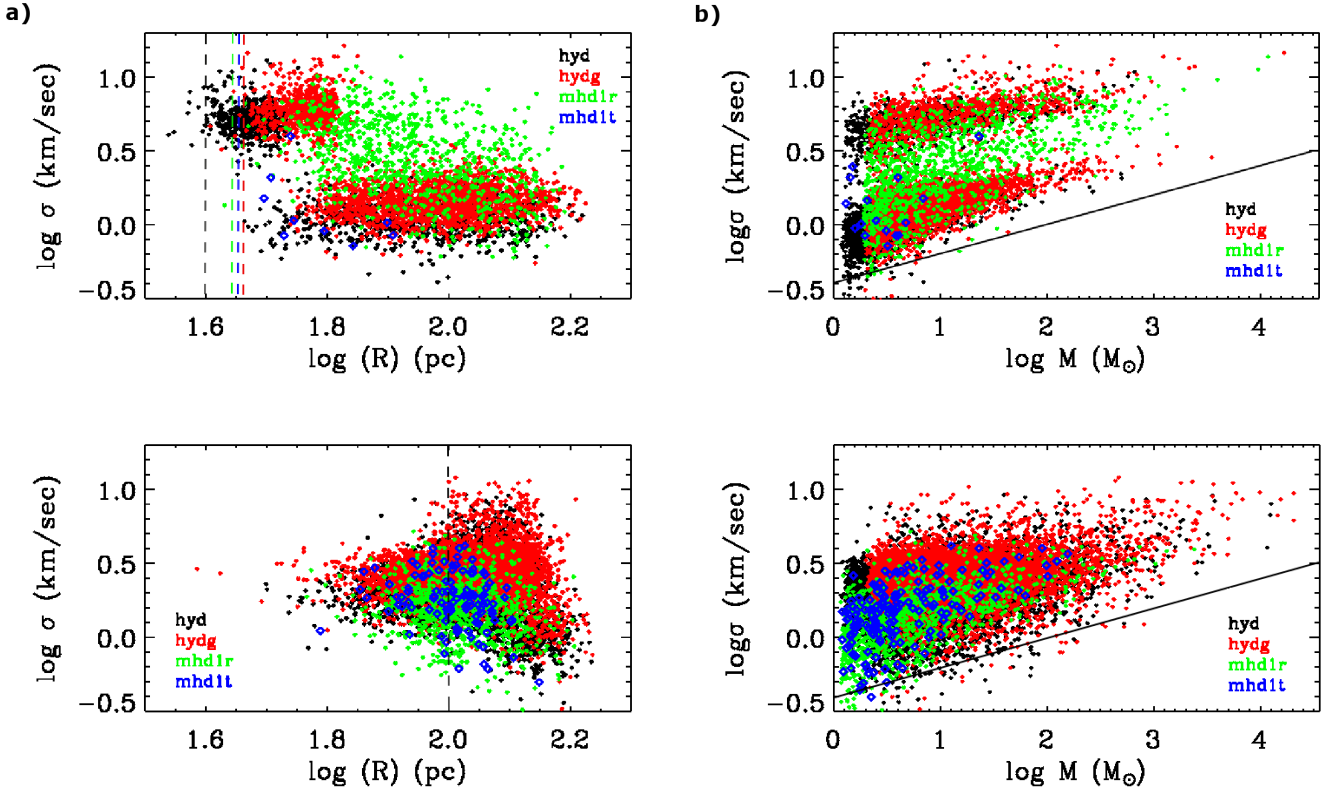 a)
log σ (km/sec)
1.0
0.5
0.0
−0.5
hyd
hydg
mhd1r
mhd1t
1.6 1.8 2.0 2.2
log (R) (pc)
b)
logσ (km/sec)
1.0
0.5
0.0
−0.5
hyd
hydg
mhd1r
mhd1t
0 1 2 3 4
log M (M☉)
log σ (km/sec)
1.0
0.5
0.0
−0.5
hyd
hydg
mhd1r
mhd1t
1.6 1.8 2.0 2.2
log (R) (pc)
logσ (km/sec)
1.0
0.5
0.0
−0.5
hyd
hydg
mhd1r
mhd1t
0 1 2 3 4
log M (M☉)